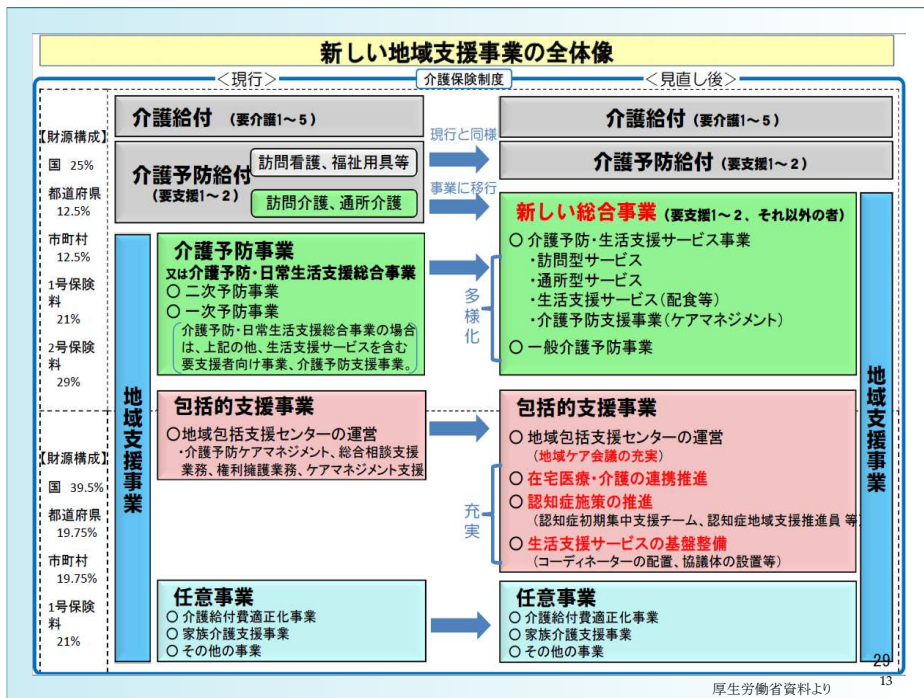 新しい地域支援事業の全体像
<現行>
介護保険制度
<見直し後>
【財源構成】
国 25%
都道府県
12.5%
市町村
12.5%
1号保険
料
21%
2号保険
料
29%
【財源構成】
国 39.5%
都道府県
19.75%
市町村
19.75%
1号保険
料
21%
介護給付 (要介護1~5)
介護予防給付
(要支援1~2)
訪問看護、福祉用具等
訪問介護、通所介護
地域支援事業
介護予防事業
又は介護予防・日常生活支援総合事業
○ 二次予防事業
○ 一次予防事業
介護予防・日常生活支援総合事業の場合
は、上記の他、生活支援サービスを含む
要支援者向け事業、介護予防支援事業。
包括的支援事業
○地域包括支援センターの運営
・介護予防ケアマネジメント、総合相談支援
業務、権利擁護業務、ケアマネジメント支援
任意事業
○ 介護給付費適正化事業
○ 家族介護支援事業
○ その他の事業
現行と同様
事業に移行
多様化
充実
介護給付 (要介護1~5)
介護予防給付 (要支援1~2)
新しい総合事業 (要支援1~2、それ以外の者)
○ 介護予防・生活支援サービス事業
・訪問型サービス
・通所型サービス
・生活支援サービス(配食等)
・介護予防支援事業(ケアマネジメント)
○ 一般介護予防事業
包括的支援事業
○ 地域包括支援センターの運営
(地域ケア会議の充実)
○ 在宅医療・介護の連携推進
○ 認知症施策の推進
(認知症初期集中支援チーム、認知症地域支援推進員 等)
○ 生活支援サービスの基盤整備
(コーディネーターの配置、協議体の設置等)
任意事業
○ 介護給付費適正化事業
○ 家族介護支援事業
○ その他の事業
地域支援事業
29
13
厚生労働省資料より